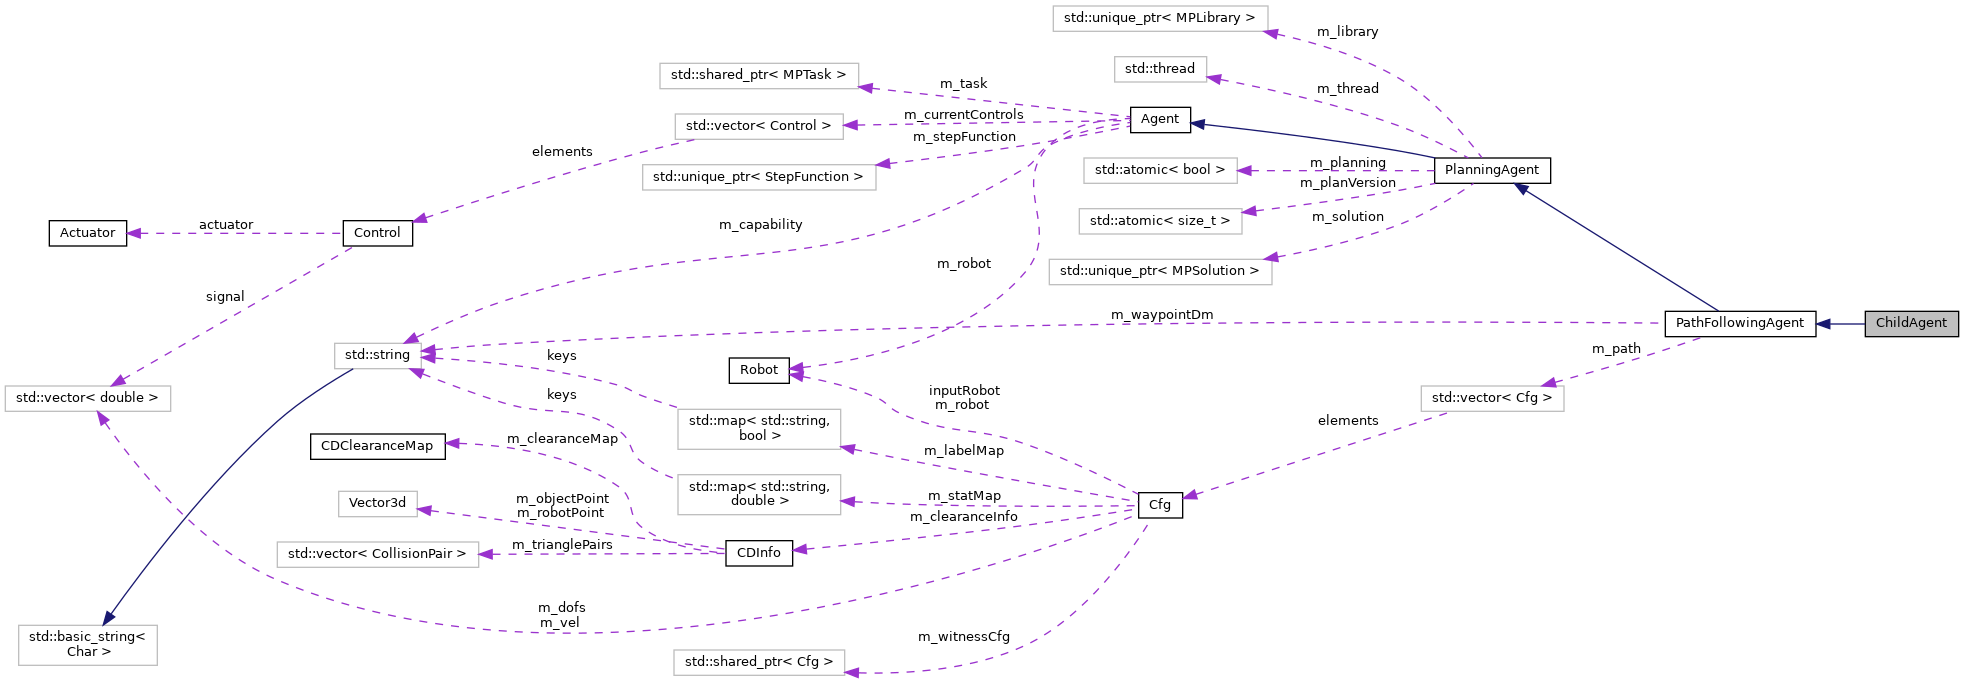 std::unique_ptr< MPLibrary >
m_library
std::thread
m_thread
std::shared_ptr< MPTask >
m_task
Agent
m_currentControls
std::vector< Control >
m_stepFunction
std::unique_ptr< StepFunction >
elements
std::atomic< bool >
m_planning
PlanningAgent
m_planVersion
std::atomic< size_t >
m_solution
std::unique_ptr< MPSolution >
Actuator
actuator
Control
m_capability
m_robot
signal
m_waypointDm
PathFollowingAgent
ChildAgent
std::string
keys
Robot
m_path
std::vector< double >
keys
inputRobot
m_robot
std::vector< Cfg >
std::map< std::string,
bool >
elements
CDClearanceMap
m_clearanceMap
m_labelMap
std::map< std::string,
double >
m_statMap
Vector3d
m_objectPoint
m_robotPoint
Cfg
m_clearanceInfo
std::vector< CollisionPair >
m_trianglePairs
CDInfo
m_dofs
m_vel
std::basic_string<
Char >
m_witnessCfg
std::shared_ptr< Cfg >